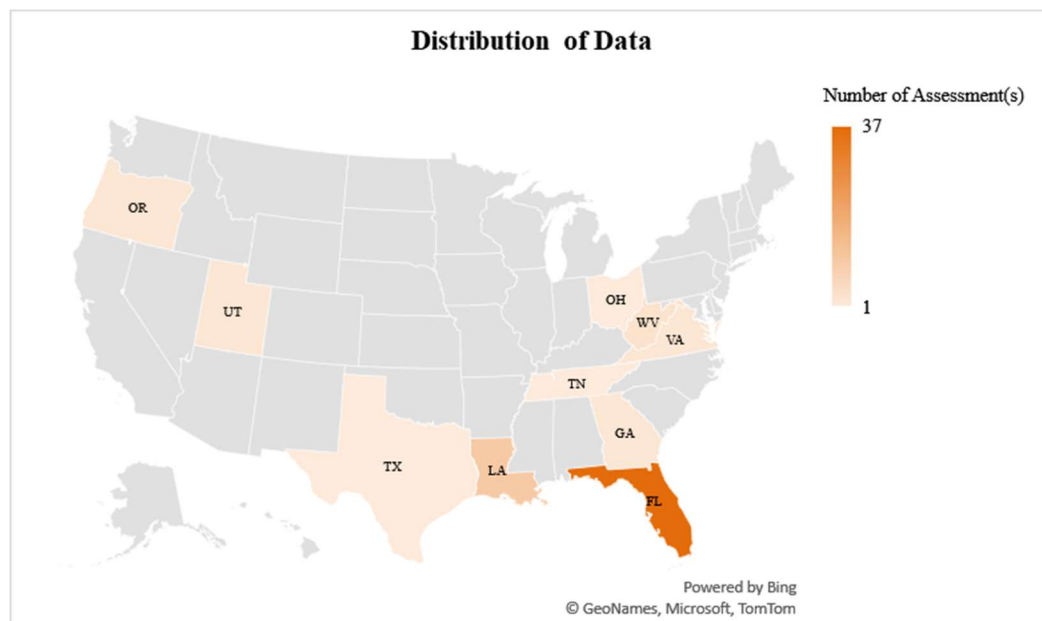 Distribution of Data
Number of Assessment(s)
37
1
OR
UT
OH
WV
VA
TN
GA
TX
LA
FL
Powered by Bing
© GeoNames, Microsoft, TomTom